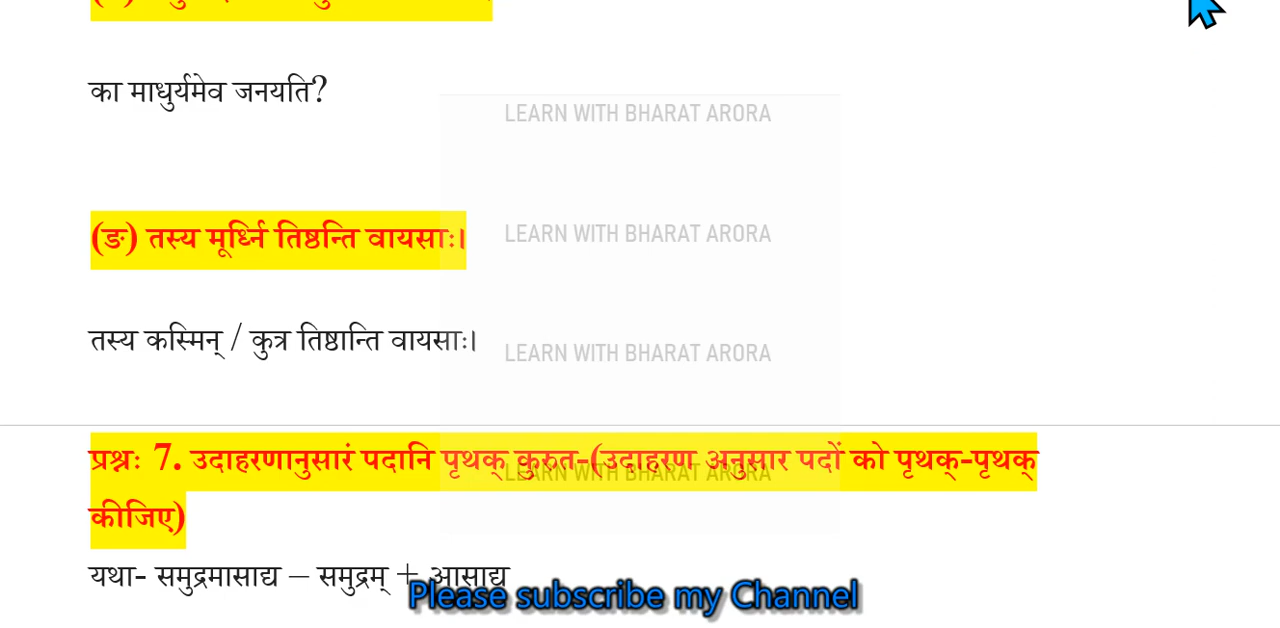 का माधुर्यमेव जनयति?
LEARN WITH BHARAT ARORA
(ङ) तस्य मूर्ध्नि तिष्ठन्ति वायसाः।
LEARN WITH BHARAT ARORA
तस्य कस्मिन् / कुत्र तिष्ठान्ति वायसाः।
LEARN WITH BHARAT ARORA
प्रश्नः 7. उदाहरणानुसारं पदानि पृथक् कुरुत-(उदाहरण अनुसार पदों को पृथक्-पृथक्
LEARN WITH BHARAT ARORA
कीजिए)
यथा- समुद्रमासाद्य – समुद्रम् + आसाद्य
Please subscribe my Channel